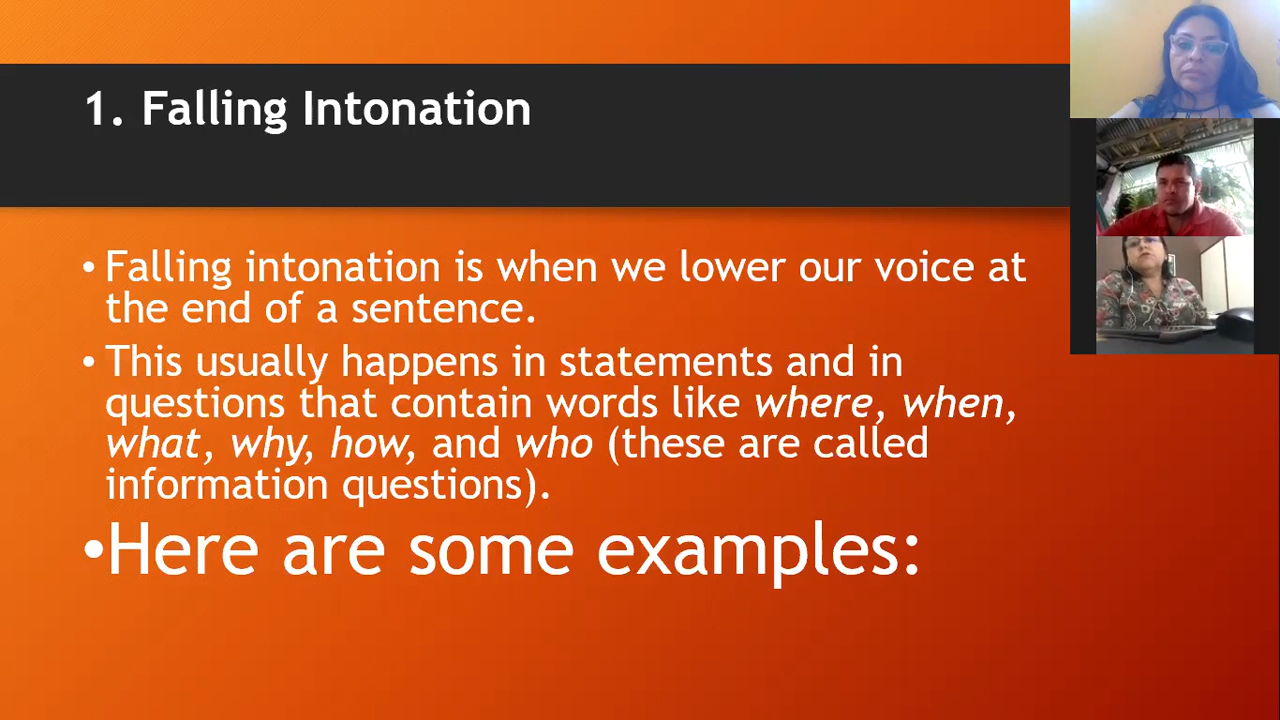 1. Falling Intonation
• Falling intonation is when we lower our voice at
the end of a sentence.
• This usually happens in statements and in
questions that contain words like where, when,
what, why, how, and who (these are called
information questions).
•Here are some examples: